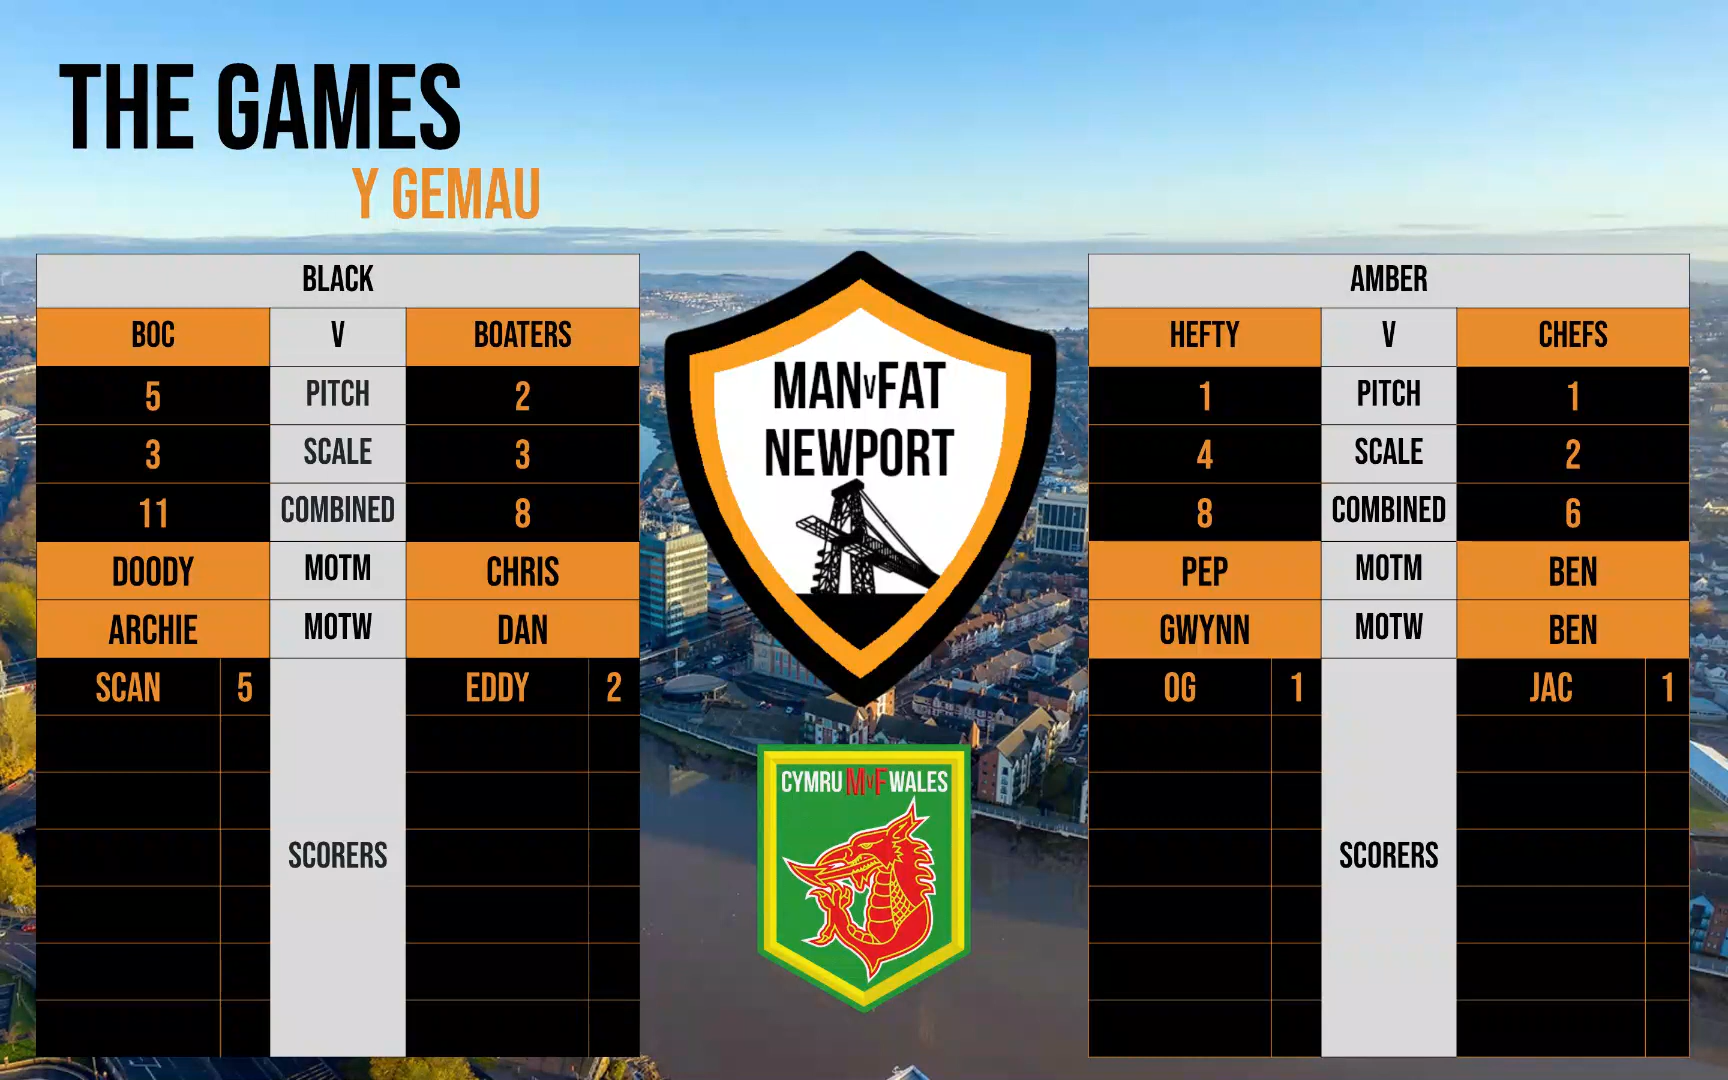 THE GAMES
Y GEMAU
BLACK
BOC V BOATERS
5 PITCH 2
3 SCALE 3
11 COMBINED 8
DOODY MOTM CHRIS
ARCHIE MOTW DAN
SCAN 5 EDDY 2
SCORERS
MANvFAT
NEWPORT
CYMRU MvF WALES
AMBER
HEFTY V CHEFS
1 PITCH 1
4 SCALE 2
8 COMBINED 6
PEP MOTM BEN
GWYNN MOTW BEN
OG 1 JAC 1
SCORERS